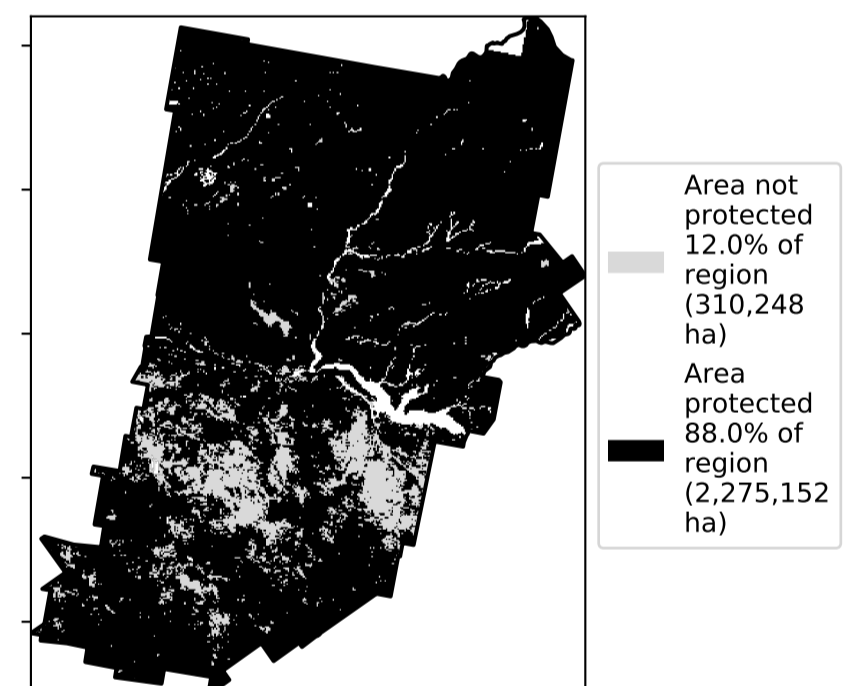 Area not
protected
12.0% of
region
(310,248
ha)
Area
protected
88.0% of
region
(2,275,152
ha)